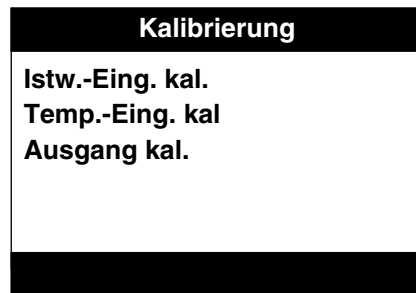 Kalibrierung
Istw.-Eing. kal.
Temp.-Eing. kal
Ausgang kal.